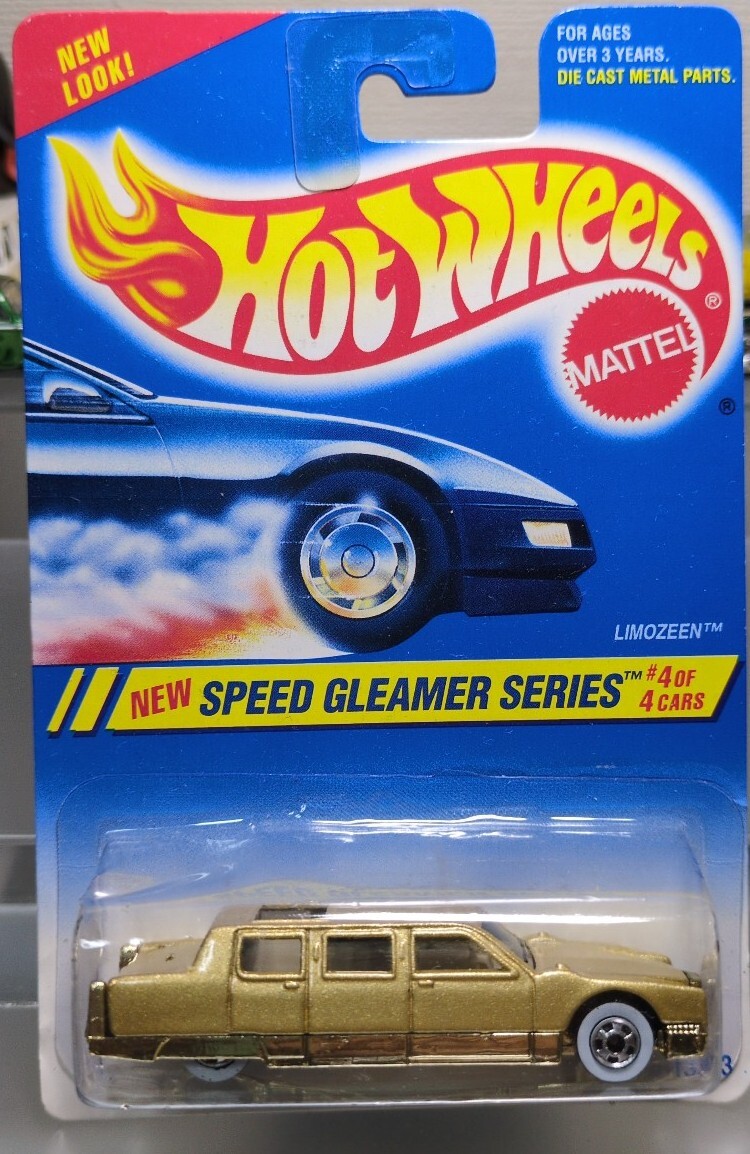 NEW
LOOK!
FOR AGES
OVER 3 YEARS.
DIE CAST METAL PARTS.
HOT WHEELS
®
MATTEL
®
LIMOZEEN™
NEW SPEED GLEAMER SERIES™ #4 OF
4 CARS